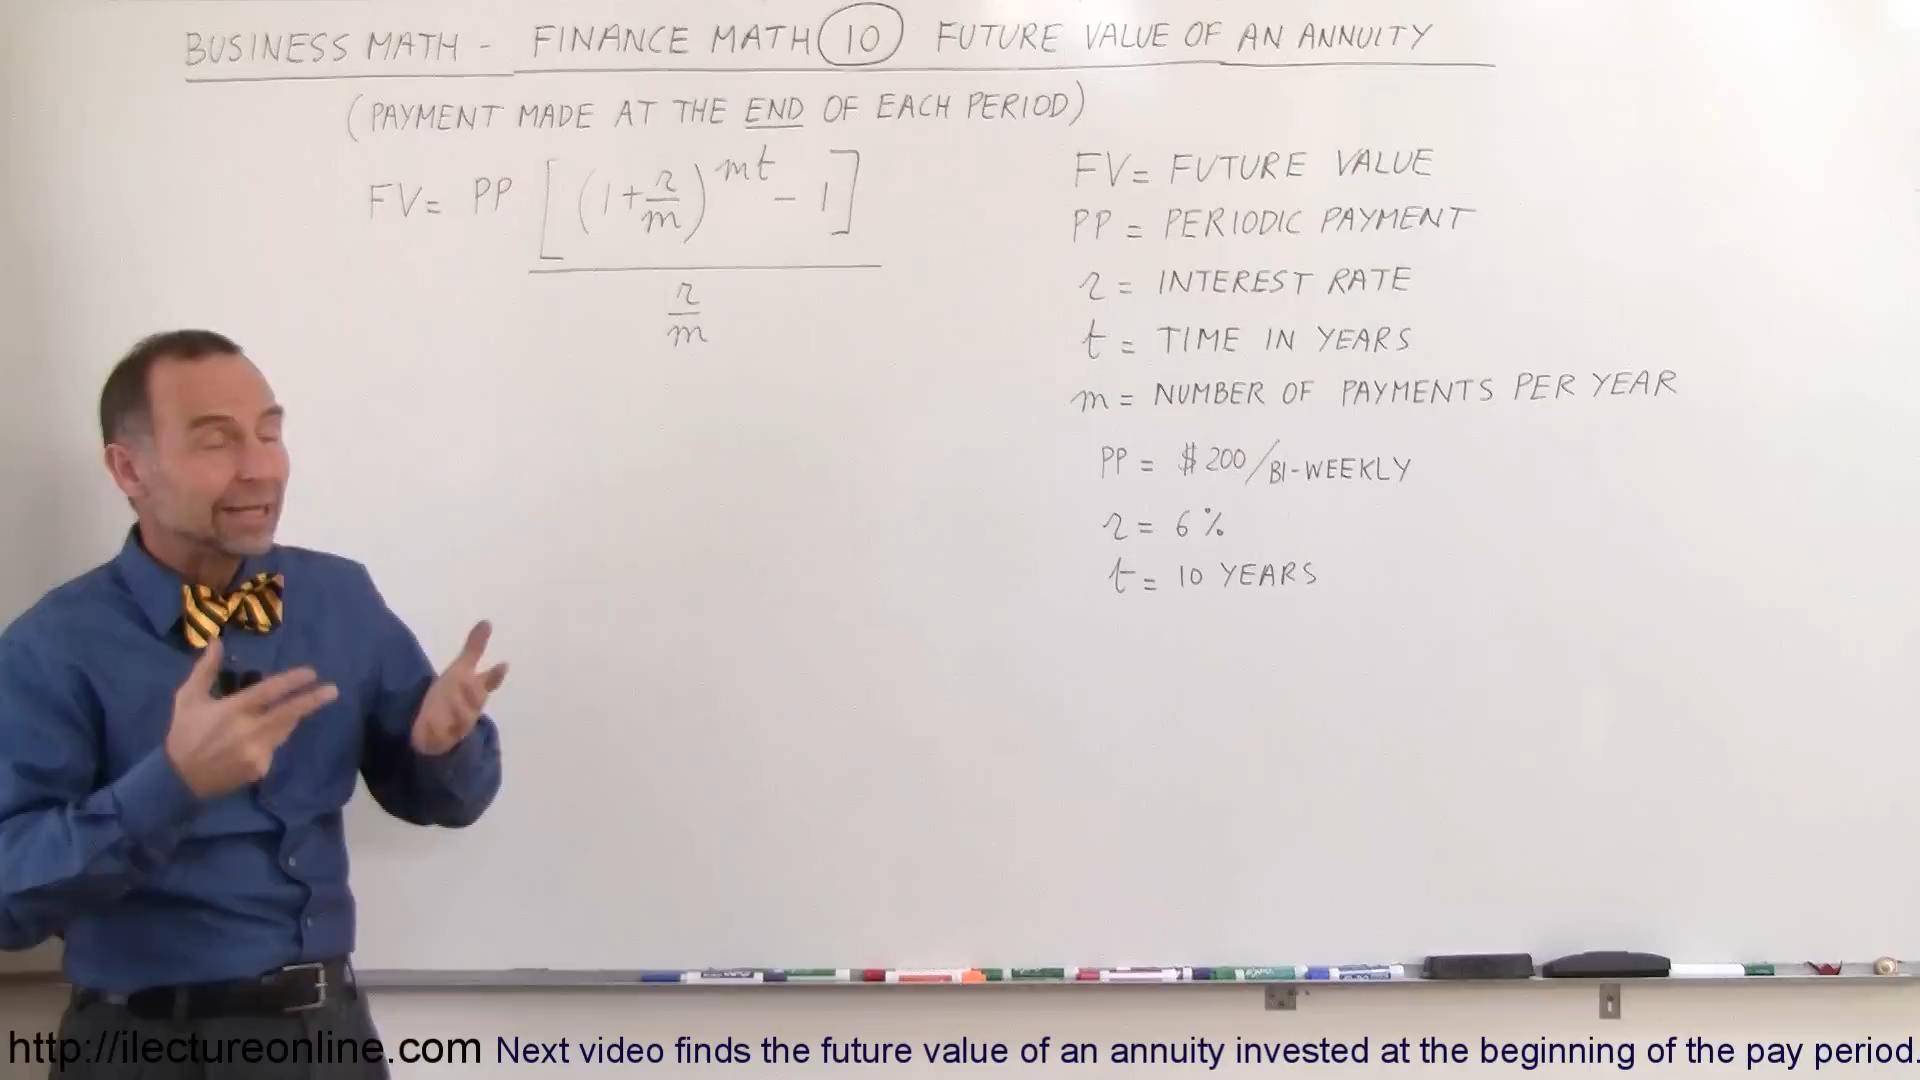 BUSINESS MATH - FINANCE MATH 10 FUTURE VALUE OF AN ANNUITY
(PAYMENT MADE AT THE END OF EACH PERIOD)
FV = PP [(1 + r/m)^mt - 1]
r/m
FV = FUTURE VALUE
PP = PERIODIC PAYMENT
r = INTEREST RATE
t = TIME IN YEARS
m = NUMBER OF PAYMENTS PER YEAR
PP = $200/BI-WEEKLY
r = 6%
t = 10 YEARS
http://ilectureonline.com Next video finds the future value of an annuity invested at the beginning of the pay period.